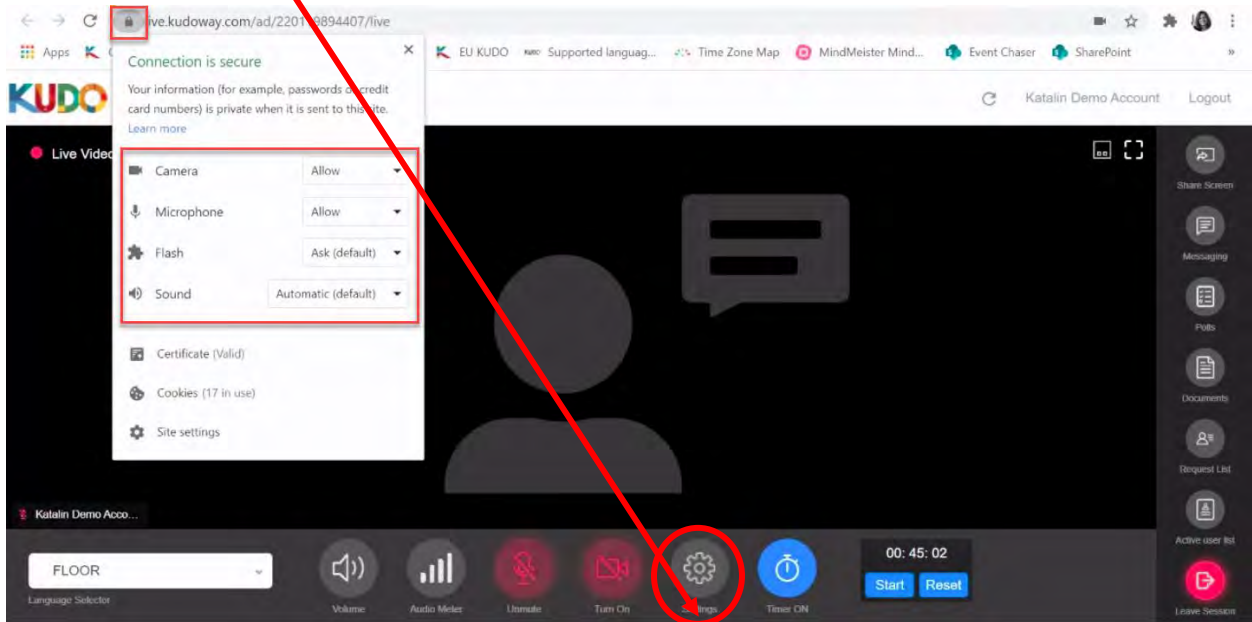 ive.kudoway.com/ad/220119894407/live
Apps
EU KUDO
Supported languag...
Time Zone Map
MindMeister Mind...
Event Chaser
SharePoint
»
Connection is secure
Your information (for example, passwords or credit
card numbers) is private when it is sent to this site.
Learn more
KUDO
Katalin Demo Account
Logout
Live Video
Camera
Allow
Microphone
Allow
Flash
Ask (default)
Sound
Automatic (default)
Certificate (Valid)
Cookies (17 in use)
Site settings
Share Screen
Messaging
Polls
Documents
Request List
Active user list
Leave Session
Katalin Demo Acco...
FLOOR
Language Selector
Volume
Audio Meter
Unmute
Turn On
Settings
Timer ON
00: 45: 02
Start
Reset